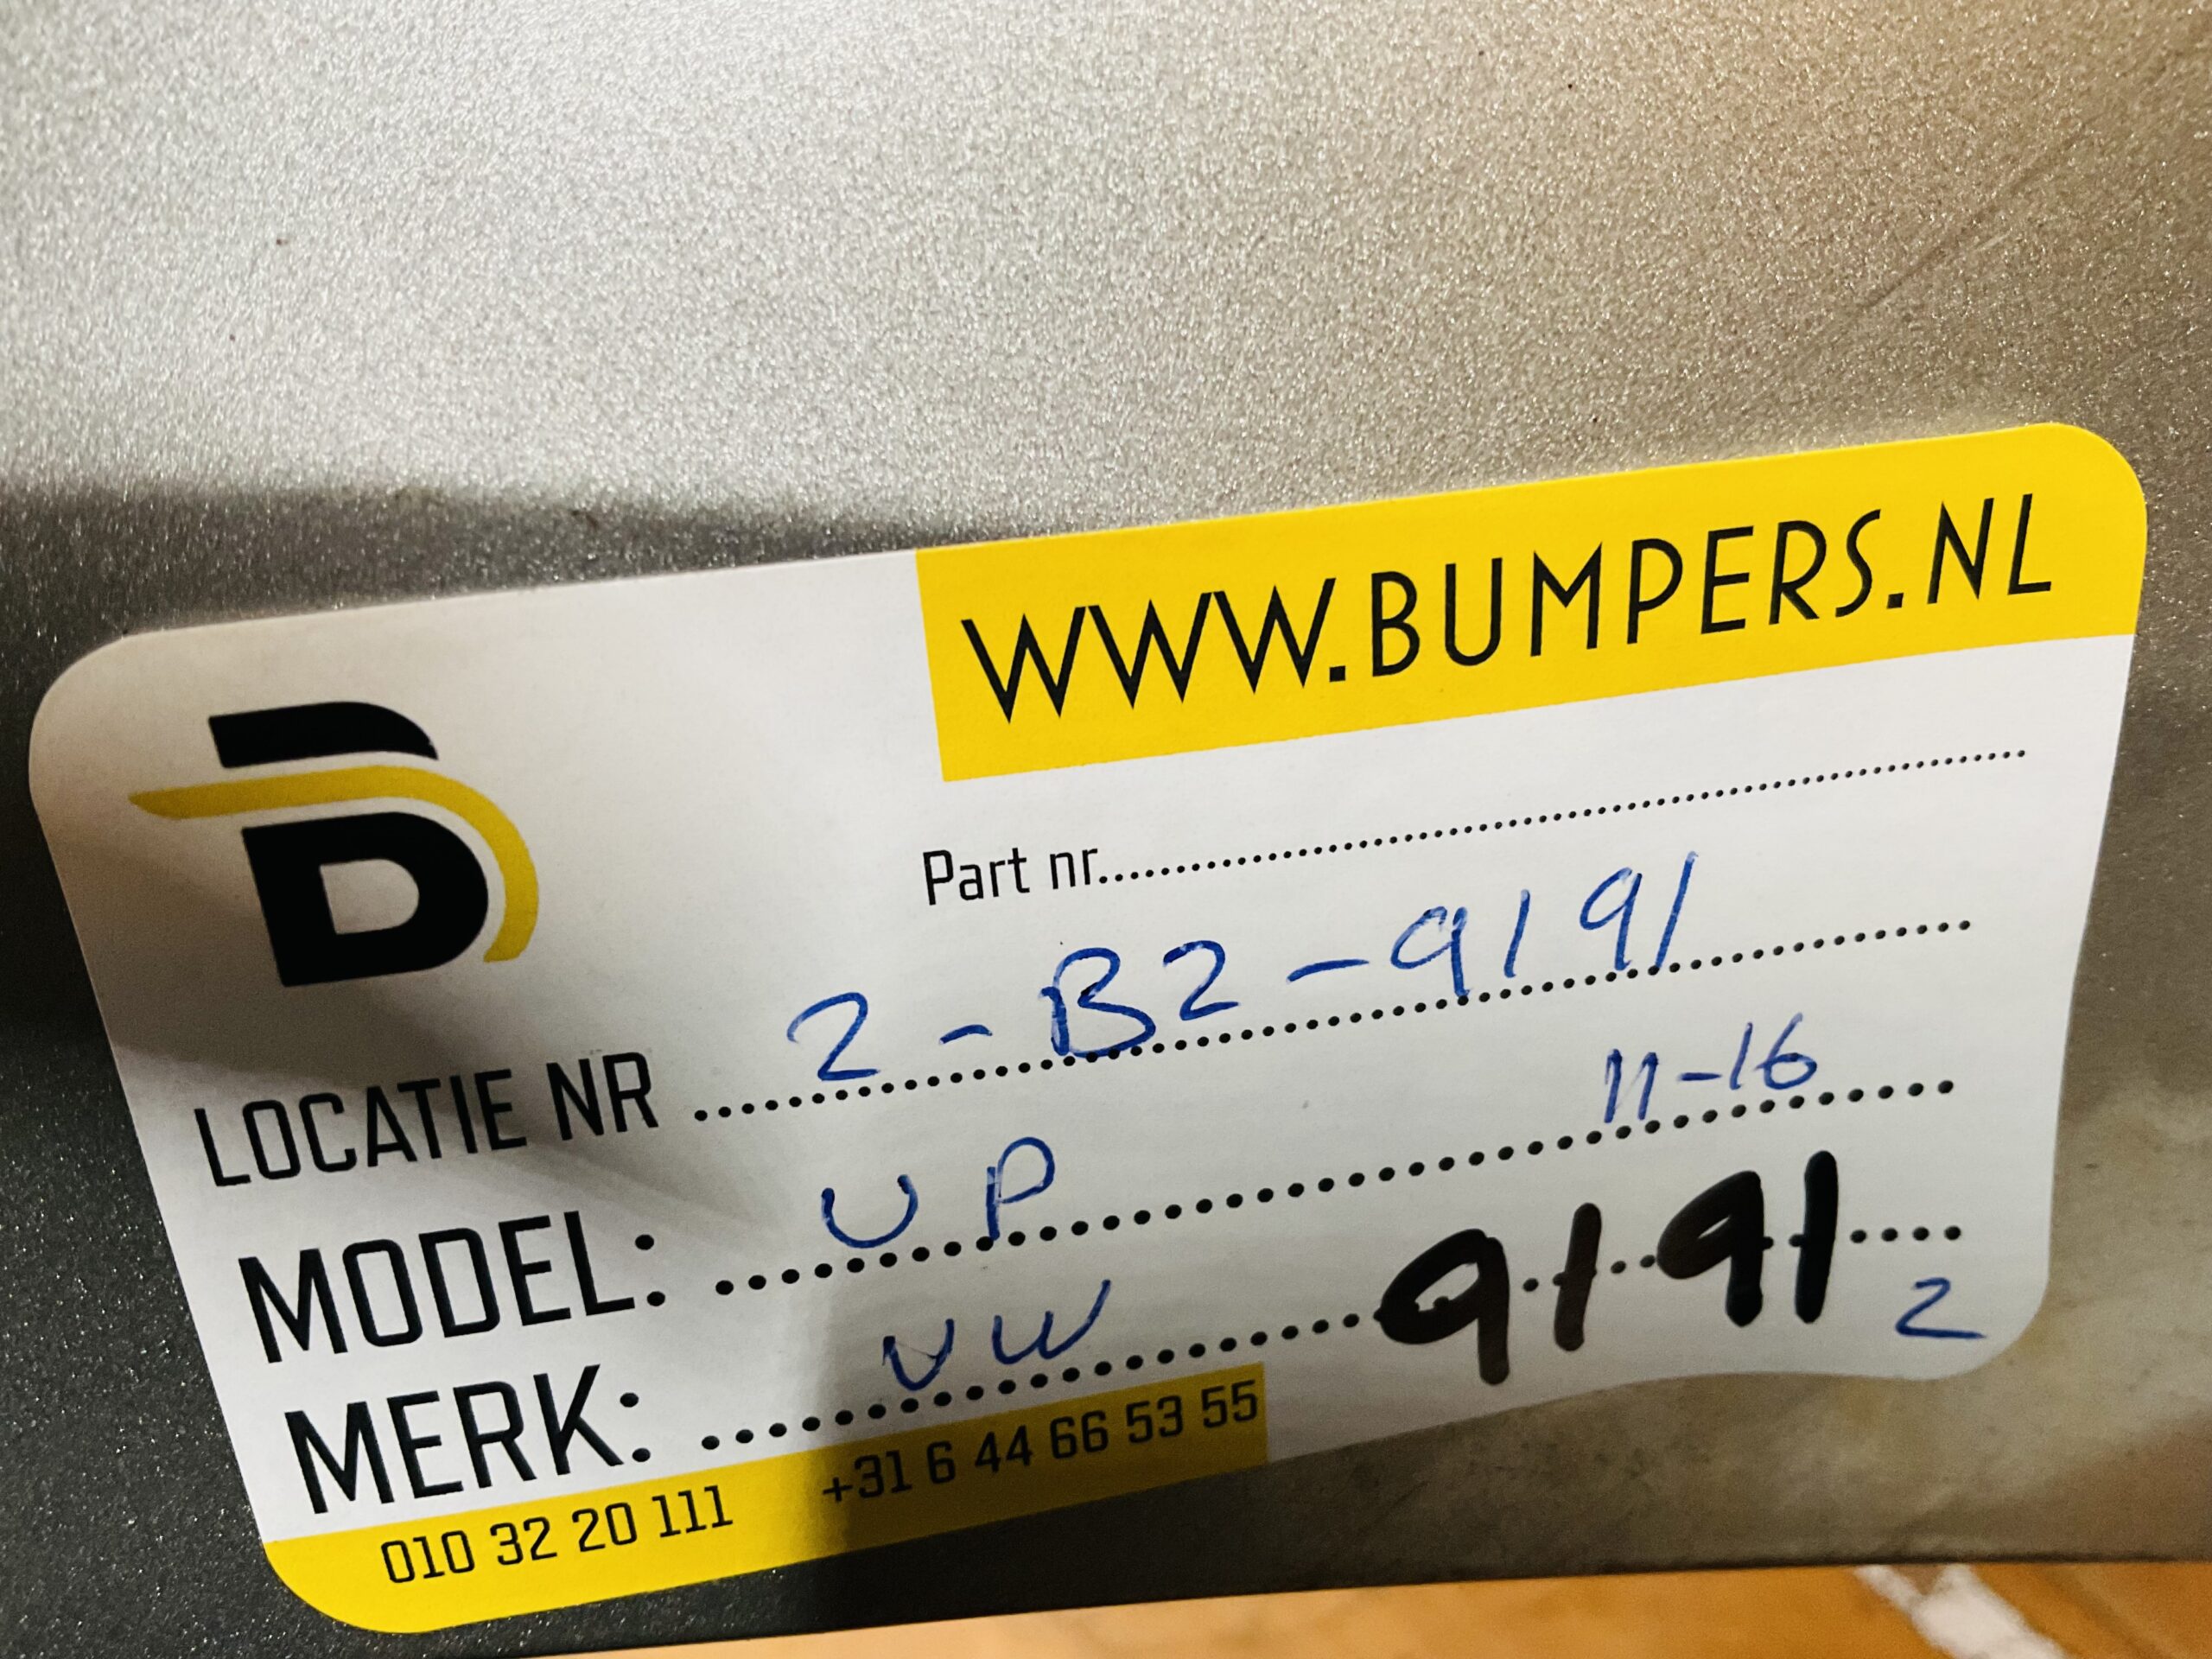 WWW.BUMPERS.NL
B
Part nr..........
LOCATIE NR .......... 2-B2-9191
MODEL: .......... UP 11-16
MERK: .......... VW 9191 2
010 32 20 111 +31 6 44 66 53 55